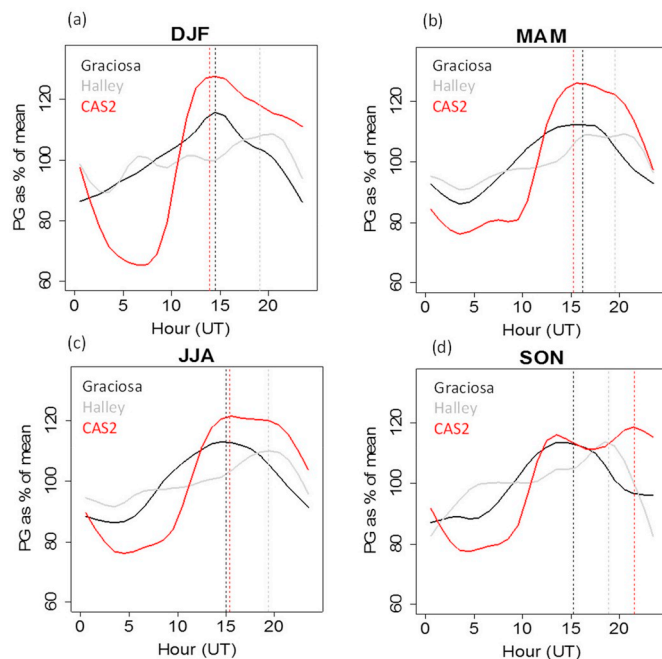 (a)
DJF
Graciosa
Halley
CAS2
PG as % of mean
60 80 100 120
0 5 10 15 20
Hour (UT)
(b)
MAM
Graciosa
Halley
CAS2
PG as % of mean
60 80 100 120
0 5 10 15 20
Hour (UT)
(c)
JJA
Graciosa
Halley
CAS2
PG as % of mean
60 80 100 120
0 5 10 15 20
Hour (UT)
(d)
SON
Graciosa
Halley
CAS2
PG as % of mean
60 80 100 120
0 5 10 15 20
Hour (UT)